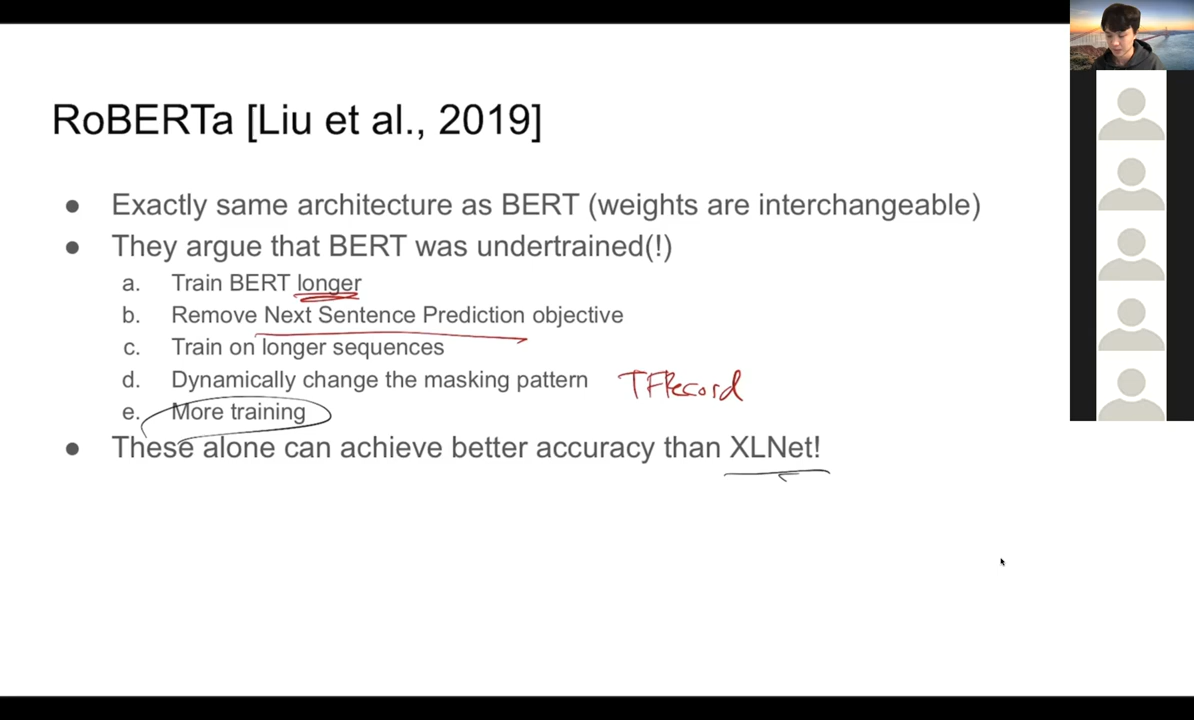 RoBERTa [Liu et al., 2019]
● Exactly same architecture as BERT (weights are interchangeable)
● They argue that BERT was undertrained(!)
a. Train BERT longer
b. Remove Next Sentence Prediction objective
c. Train on longer sequences
d. Dynamically change the masking pattern TFRecord
e. More training
● These alone can achieve better accuracy than XLNet!